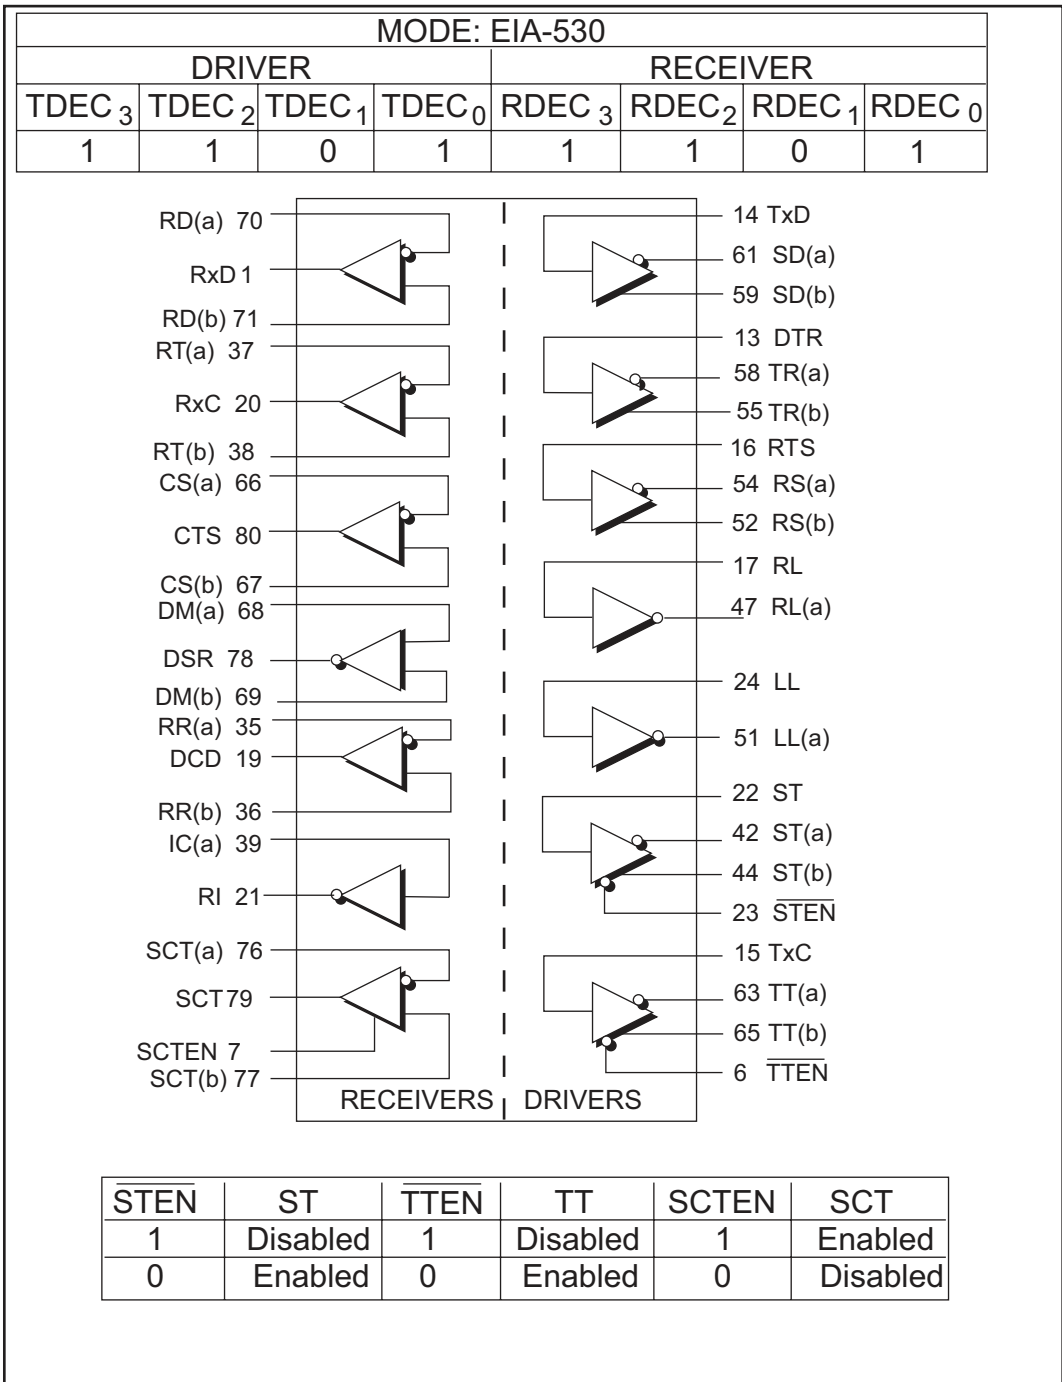 MODE: EIA-530
DRIVER RECEIVER
TDEC3 TDEC2 TDEC1 TDEC0 RDEC3 RDEC2 RDEC1 RDEC0
1 1 0 1 1 1 0 1
RD(a) 70
RxD 1
RD(b) 71
RT(a) 37
RxC 20
RT(b) 38
CS(a) 66
CTS 80
CS(b) 67
DM(a) 68
DSR 78
DM(b) 69
RR(a) 35
DCD 19
RR(b) 36
IC(a) 39
RI 21
SCT(a) 76
SCT79
SCTEN 7
SCT(b) 77
14 TxD
61 SD(a)
59 SD(b)
13 DTR
58 TR(a)
55 TR(b)
16 RTS
54 RS(a)
52 RS(b)
17 RL
47 RL(a)
24 LL
51 LL(a)
22 ST
42 ST(a)
44 ST(b)
23 S̅T̅E̅N̅
15 TxC
63 TT(a)
65 TT(b)
6 T̅T̅E̅N̅
RECEIVERS DRIVERS
S̅T̅E̅N̅ ST T̅T̅E̅N̅ TT SCTEN SCT
1 Disabled 1 Disabled 1 Enabled
0 Enabled 0 Enabled 0 Disabled